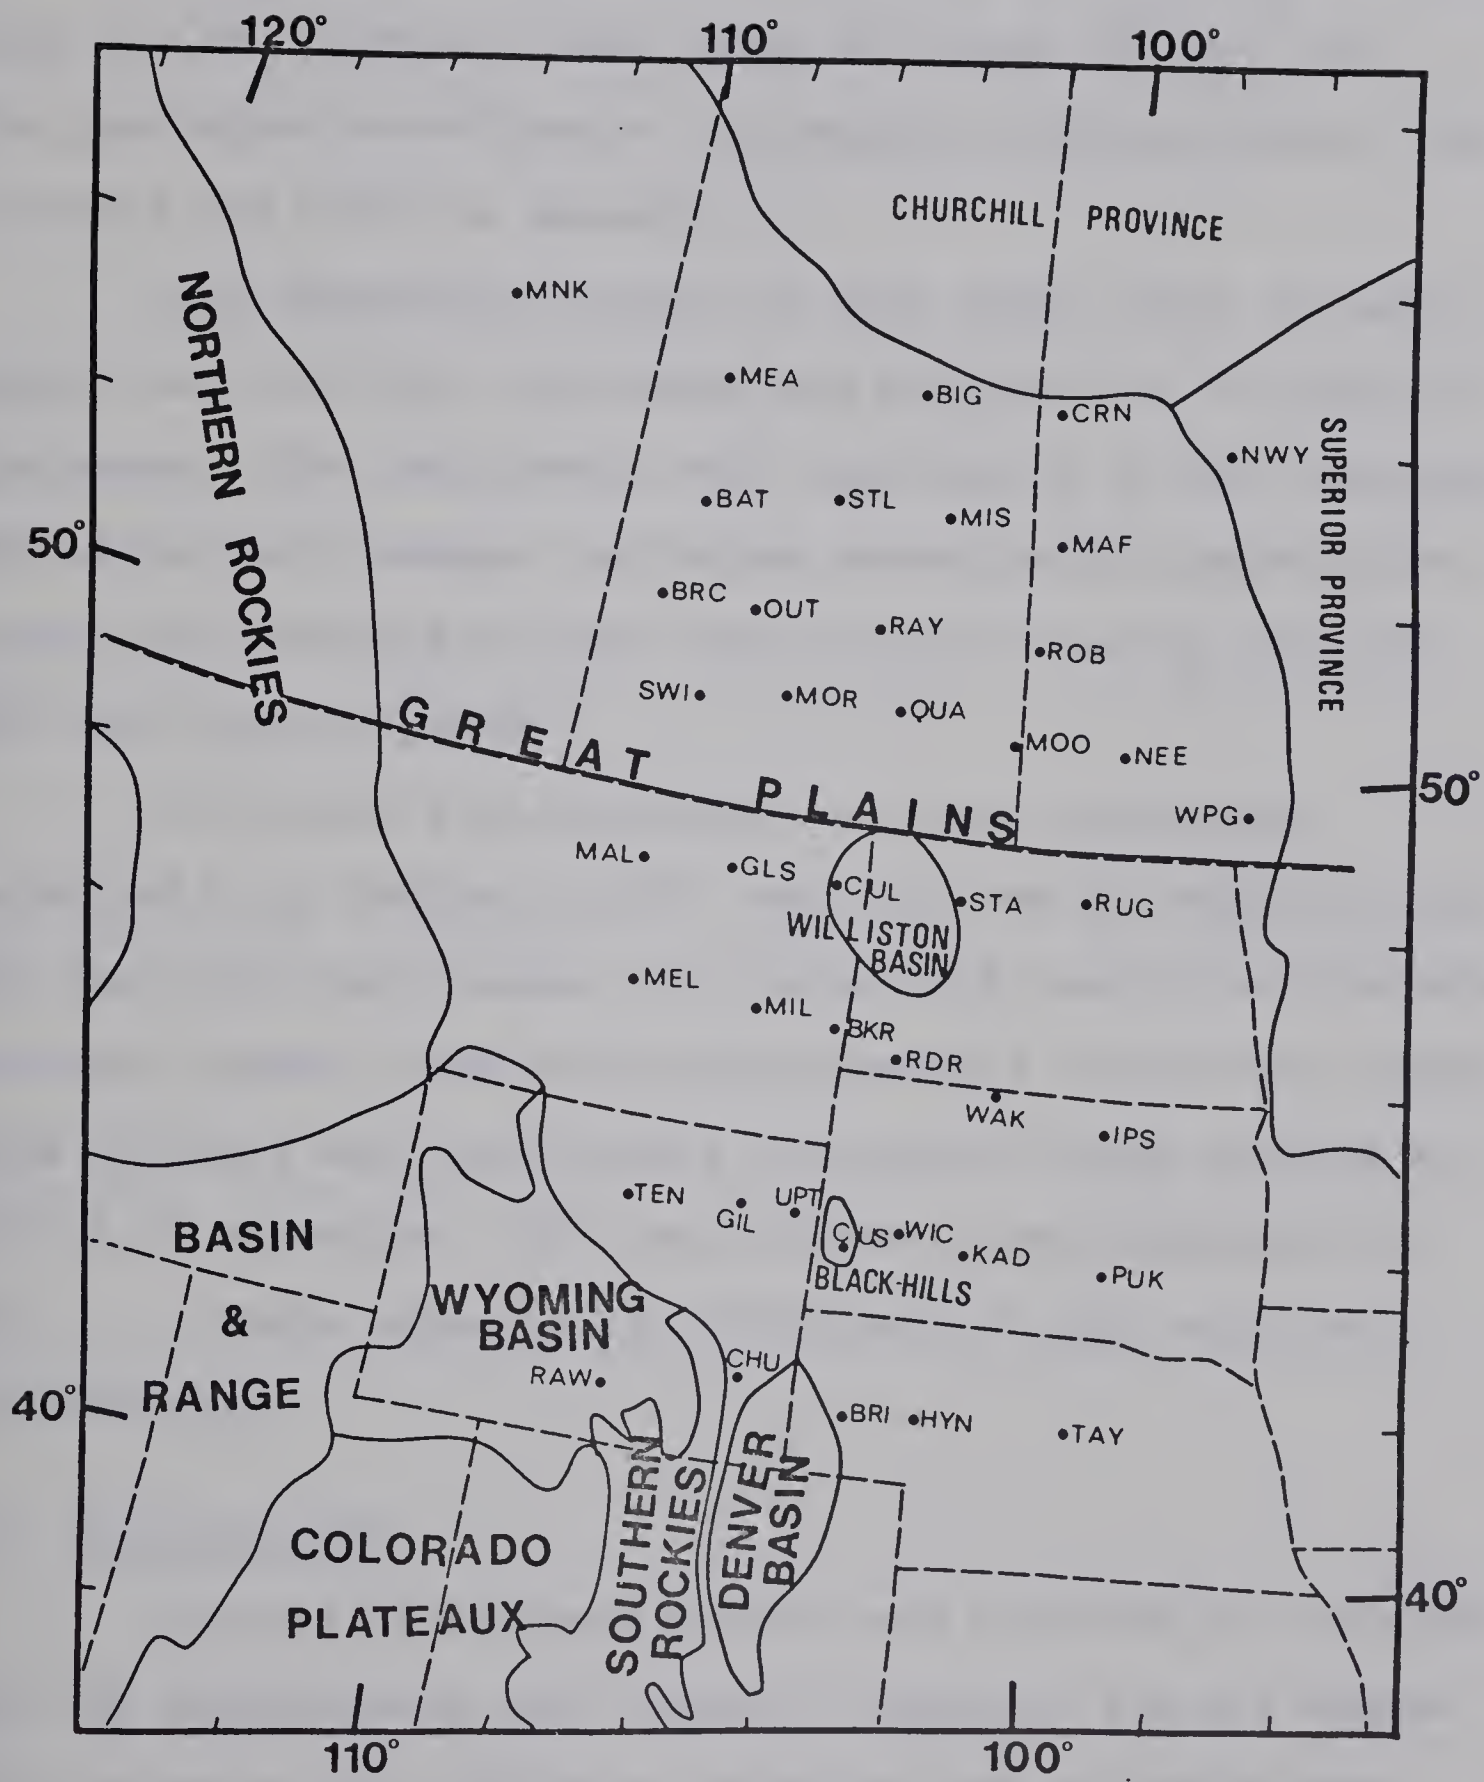 120°
110°
100°
CHURCHILL PROVINCE
MNK
NORTHERN ROCKIES
MEA
BIG
CRN
NWY
SUPERIOR PROVINCE
BAT
STL
MIS
MAF
50°
BRC
OUT
RAY
ROB
SWI
MOR
QUA
MOO
NEE
GREAT PLAINS
50°
WPG
MAL
GLS
CUL
STA
RUG
WILLISTON
BASIN
MEL
MIL
BKR
RDR
WAK
IPS
TEN
GIL
UPT
CUS
WIC
KAD
PUK
BLACK-HILLS
BASIN
&
RANGE
WYOMING
BASIN
RAW
CHU
40°
BRI
HYN
TAY
SOUTHERN
ROCKIES
DENVER
BASIN
COLORADO
PLATEAUX
40°
110°
100°